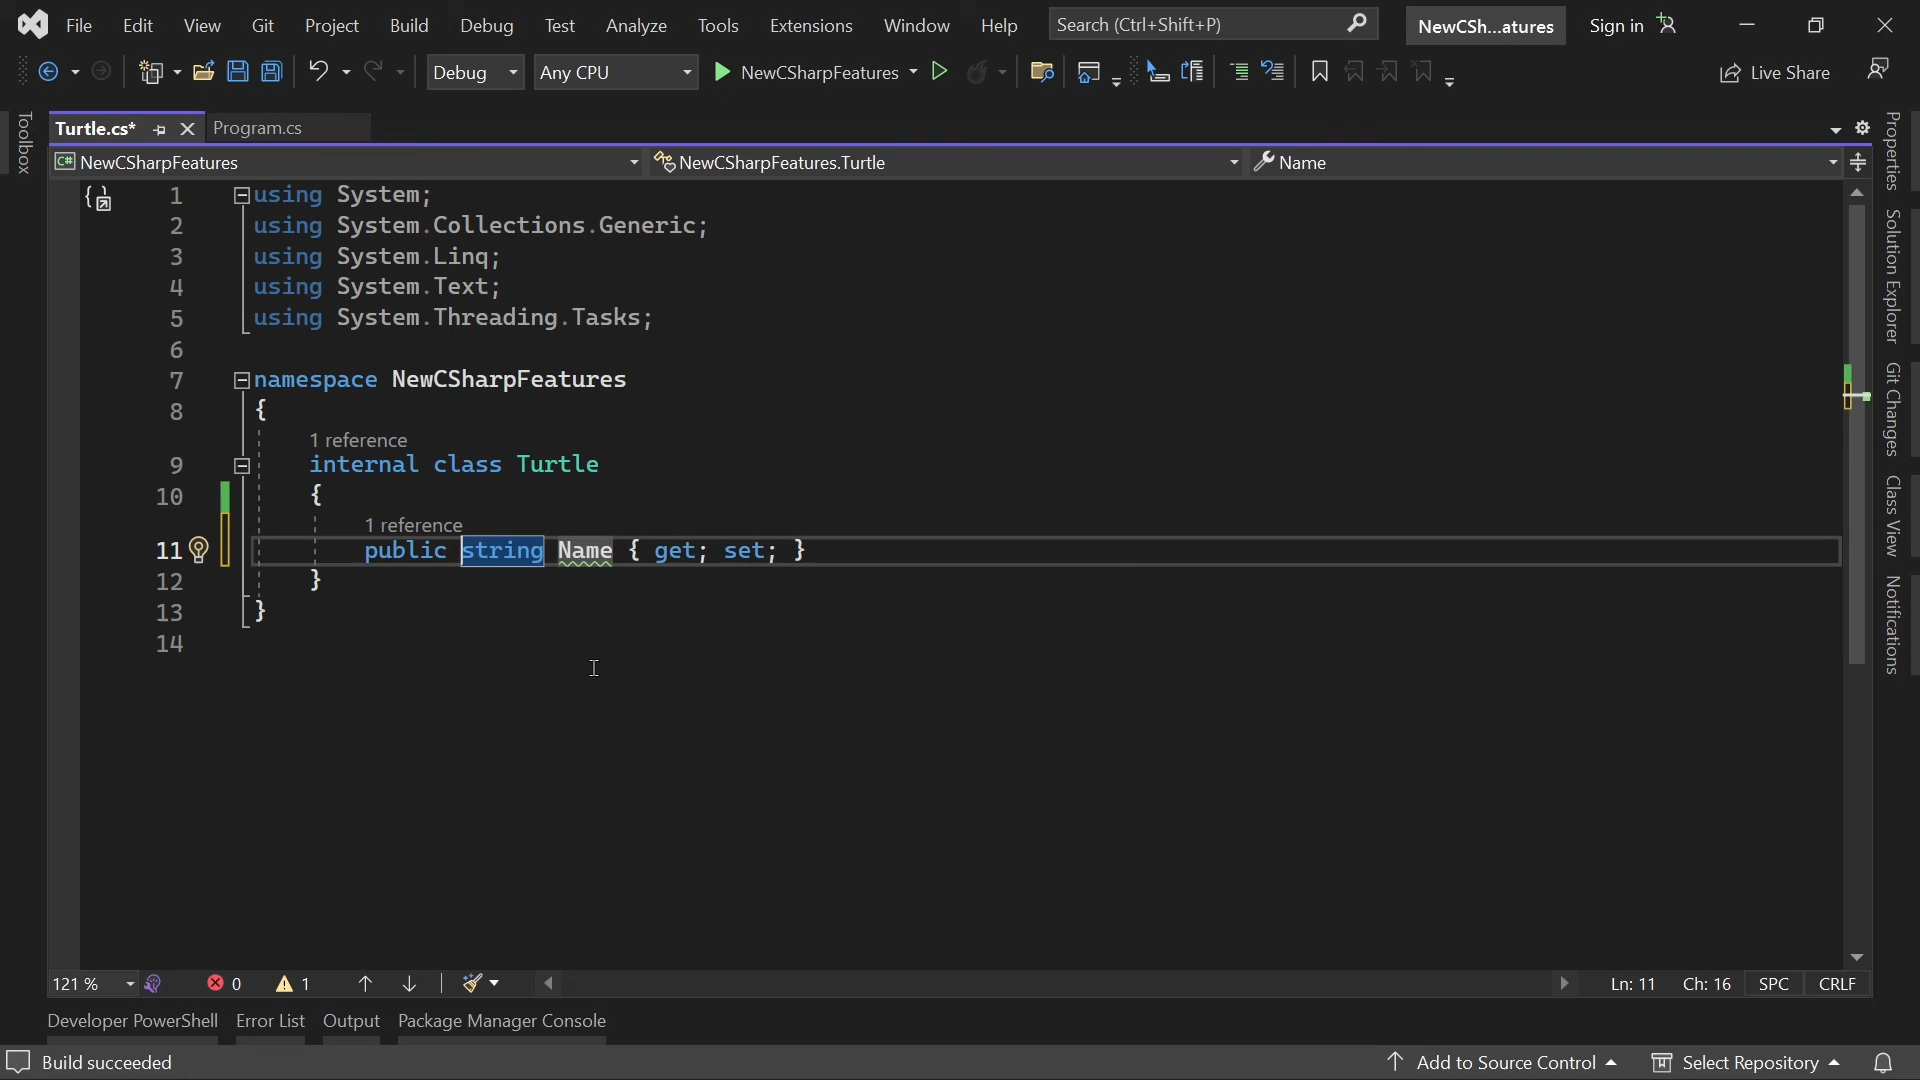 File Edit View Git Project Build Debug Test Analyze Tools Extensions Window Help Search (Ctrl+Shift+P) NewCSh...atures Sign in
Debug Any CPU NewCSharpFeatures Live Share
Toolbox
Turtle.cs* Program.cs
C# NewCSharpFeatures NewCSharpFeatures.Turtle Name
1 using System;
2 using System.Collections.Generic;
3 using System.Linq;
4 using System.Text;
5 using System.Threading.Tasks;
6
7 namespace NewCSharpFeatures
8 {
1 reference
9 internal class Turtle
10 {
1 reference
11 public string Name { get; set; }
12 }
13 }
14
Properties
Solution Explorer
Git Changes
Class View
Notifications
121 % 0 1 Ln: 11 Ch: 16 SPC CRLF
Developer PowerShell Error List Output Package Manager Console
Build succeeded Add to Source Control Select Repository